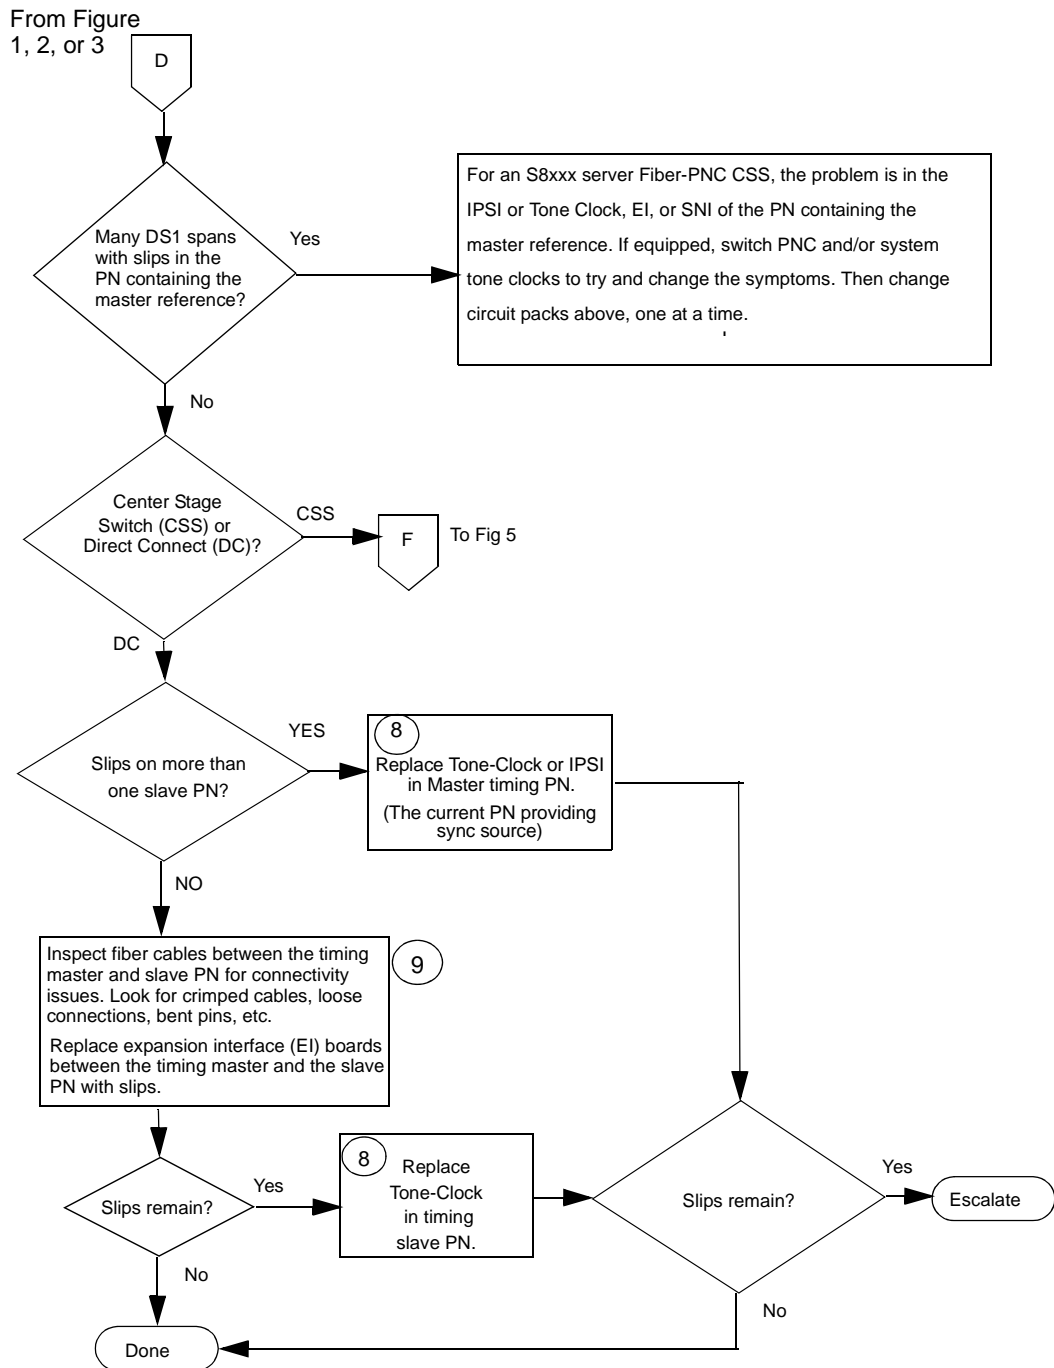 From Figure
1, 2, or 3
D
Many DS1 spans
with slips in the
PN containing the
master reference?
Yes
For an S8xxx server Fiber-PNC CSS, the problem is in the
IPSI or Tone Clock, EI, or SNI of the PN containing the
master reference. If equipped, switch PNC and/or system
tone clocks to try and change the symptoms. Then change
circuit packs above, one at a time.
No
Center Stage
Switch (CSS) or
Direct Connect (DC)?
CSS
F
To Fig 5
DC
Slips on more than
one slave PN?
YES
8
Replace Tone-Clock or IPSI
in Master timing PN.
(The current PN providing
sync source)
NO
Inspect fiber cables between the timing
master and slave PN for connectivity
issues. Look for crimped cables, loose
connections, bent pins, etc.
Replace expansion interface (EI) boards
between the timing master and the slave
PN with slips.
9
Slips remain?
Yes
8
Replace
Tone-Clock
in timing
slave PN.
Slips remain?
Yes
Escalate
No
No
Done